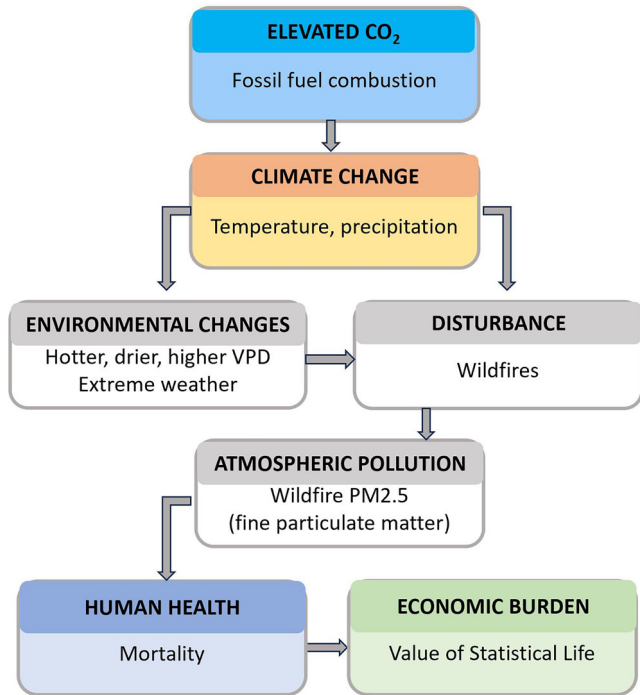 ELEVATED CO₂
Fossil fuel combustion
CLIMATE CHANGE
Temperature, precipitation
ENVIRONMENTAL CHANGES
Hotter, drier, higher VPD
Extreme weather
DISTURBANCE
Wildfires
ATMOSPHERIC POLLUTION
Wildfire PM2.5
(fine particulate matter)
HUMAN HEALTH
Mortality
ECONOMIC BURDEN
Value of Statistical Life